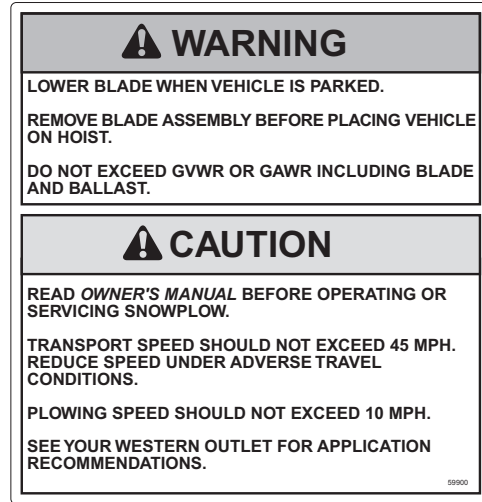 WARNING
LOWER BLADE WHEN VEHICLE IS PARKED.
REMOVE BLADE ASSEMBLY BEFORE PLACING VEHICLE
ON HOIST.
DO NOT EXCEED GVWR OR GAWR INCLUDING BLADE
AND BALLAST.
CAUTION
READ OWNER'S MANUAL BEFORE OPERATING OR
SERVICING SNOWPLOW.
TRANSPORT SPEED SHOULD NOT EXCEED 45 MPH.
REDUCE SPEED UNDER ADVERSE TRAVEL
CONDITIONS.
PLOWING SPEED SHOULD NOT EXCEED 10 MPH.
SEE YOUR WESTERN OUTLET FOR APPLICATION
RECOMMENDATIONS.
59900